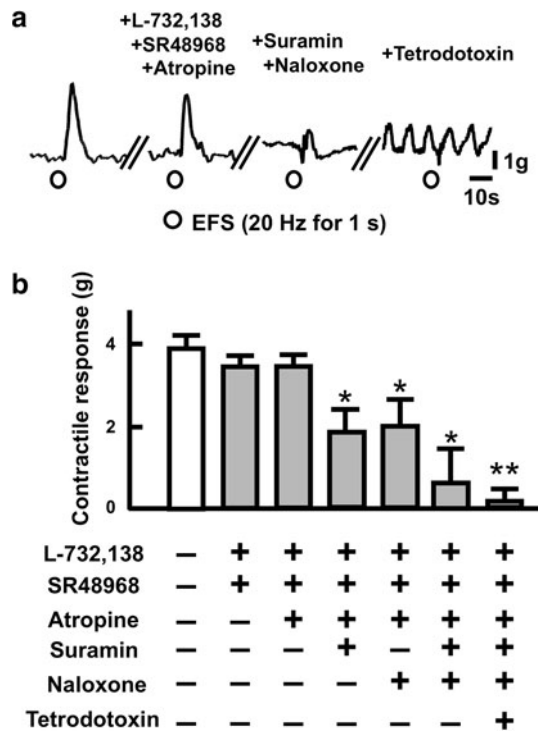 a
+L-732,138
+SR48968
+Atropine
+Suramin
+Naloxone
+Tetrodotoxin
1g
10s
EFS (20 Hz for 1 s)
b
Contractile response (g)
4
2
0
* * * **
L-732,138 – + + + + + +
SR48968 – + + + + + +
Atropine – – + + + + +
Suramin – – – + – + +
Naloxone – – – – + + +
Tetrodotoxin – – – – – – +